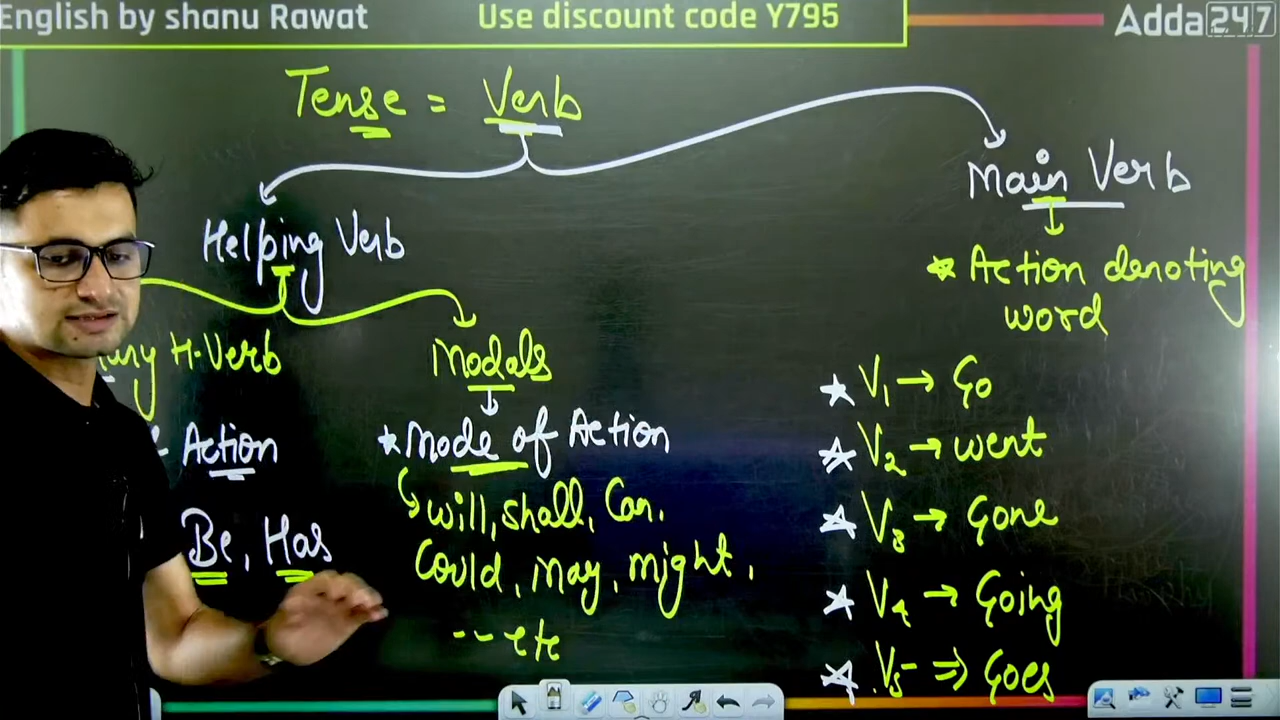 English by shanu Rawat
Use discount code Y795
Adda247
Tense = Verb
Helping Verb
H.Verb
Action
Be, Has
Modals
*Mode of Action
will, shall, Can,
Could, May, might,
--- etc
Main Verb
* Action denoting
word
★ V1 → Go
★ V2 → went
★ V3 → Gone
★ V4 → Going
★ V5 ⇒ Goes